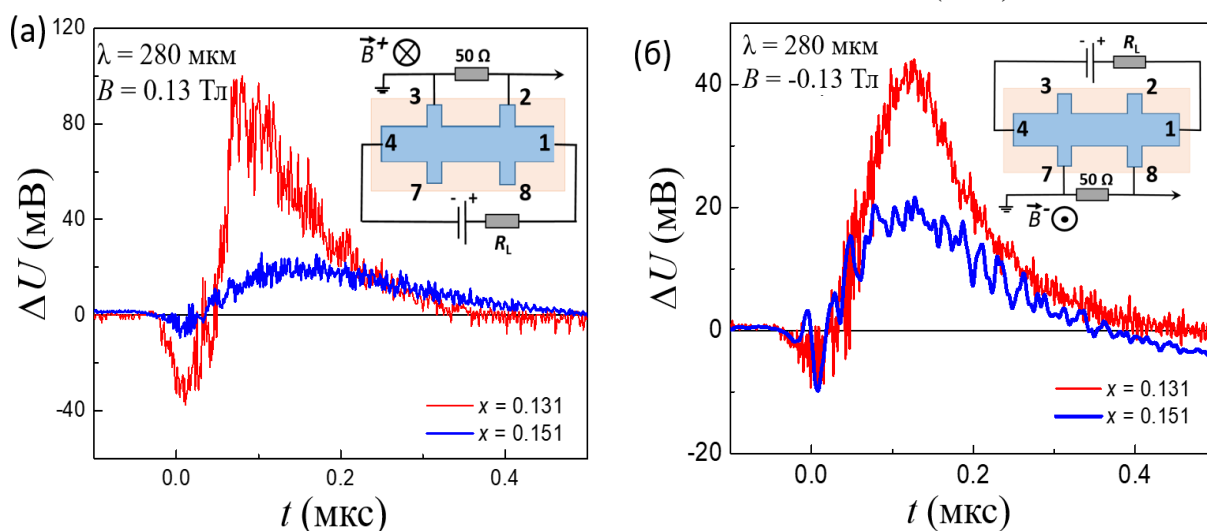 (а)
120
80
40
0
-40
0.0
0.2
0.4
ΔU (мВ)
t (мкс)
λ = 280 мкм
B = 0.13 Тл
B⃗⁺
50 Ω
3
2
4
1
7
8
-
+
R_L
x = 0.131
x = 0.151
(б)
40
20
0
-10
-20
0.0
0.2
0.4
ΔU (мВ)
t (мкс)
λ = 280 мкм
B = -0.13 Тл
-
+
R_L
3
2
4
1
7
8
50 Ω
B⃗⁻
x = 0.131
x = 0.151